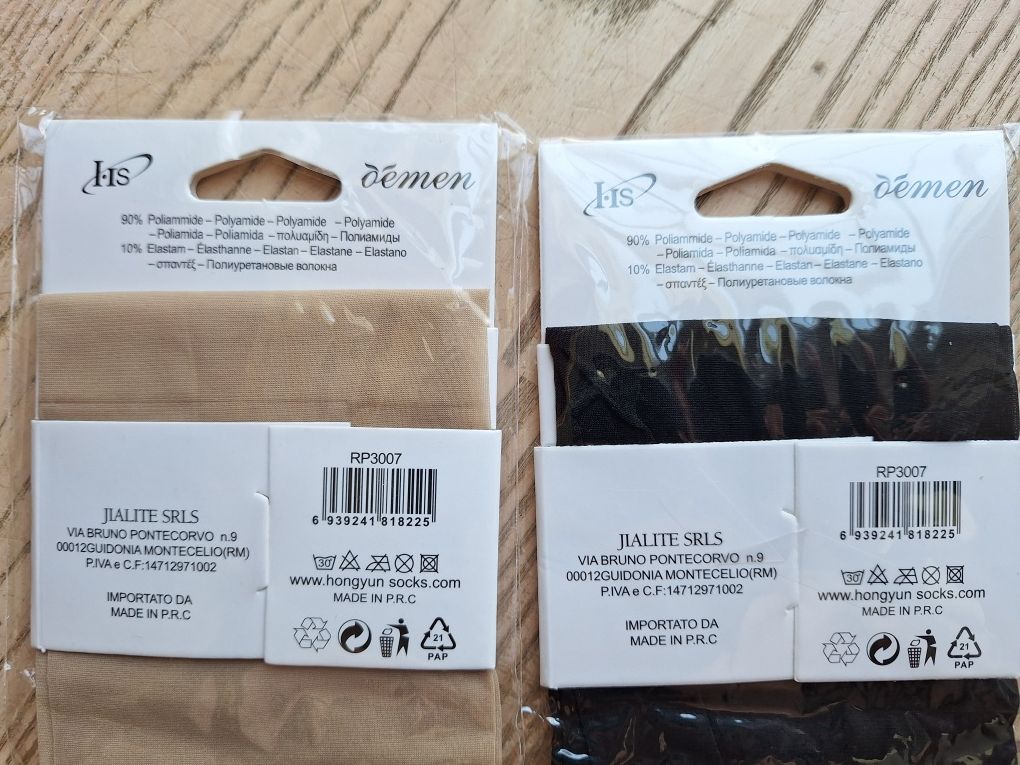 HS
dēmen
90% Poliammide – Polyamide – Polyamide – Polyamide
– Poliamida – Poliamida – πολυαμίδη – Полиамиды
10% Elastam – Élasthanne – Elastan – Elastane – Elastano
– σπαντέξ – Полиуретановые волокна
JIALITE SRLS
VIA BRUNO PONTECORVO n.9
00012GUIDONIA MONTECELIO(RM)
P.IVA e C.F:14712971002
IMPORTATO DA
MADE IN P.R.C
RP3007
6 939241 818225
30°
www.hongyun socks.com
MADE IN P.R.C
21
PAP
HS
dēmen
90% Poliammide – Polyamide – Polyamide – Polyamide
– Poliamida – Poliamida – πολυαμίδη – Полиамиды
10% Elastam – Élasthanne – Elastan – Elastane – Elastano
– σπαντέξ – Полиуретановые волокна
JIALITE SRLS
VIA BRUNO PONTECORVO n.9
00012GUIDONIA MONTECELIO(RM)
P.IVA e C.F:14712971002
IMPORTATO DA
MADE IN P.R.C
RP3007
6 939241 818225
30°
www.hongyun socks.com
MADE IN P.R.C
21
PAP